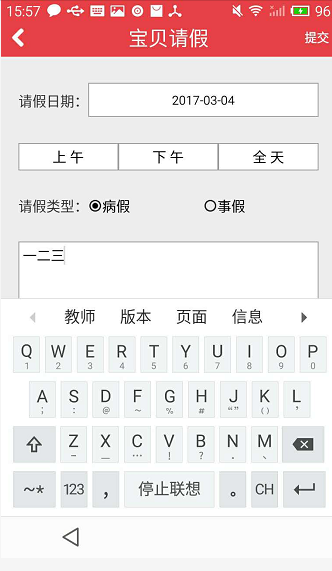 15:57 96
宝贝请假 提交
请假日期： 2017-03-04
上午 下午 全天
请假类型： 病假 事假
一二三
教师 版本 页面 信息
Q W E R T Y U I O P
1 2 3 4 5 6 7 8 9 0
A S D F G H J K L
; : @ ~ % # “” () ’
Z X C V B N M
- — … ! ? . 、
~* 123 ， 停止联想 。 CH